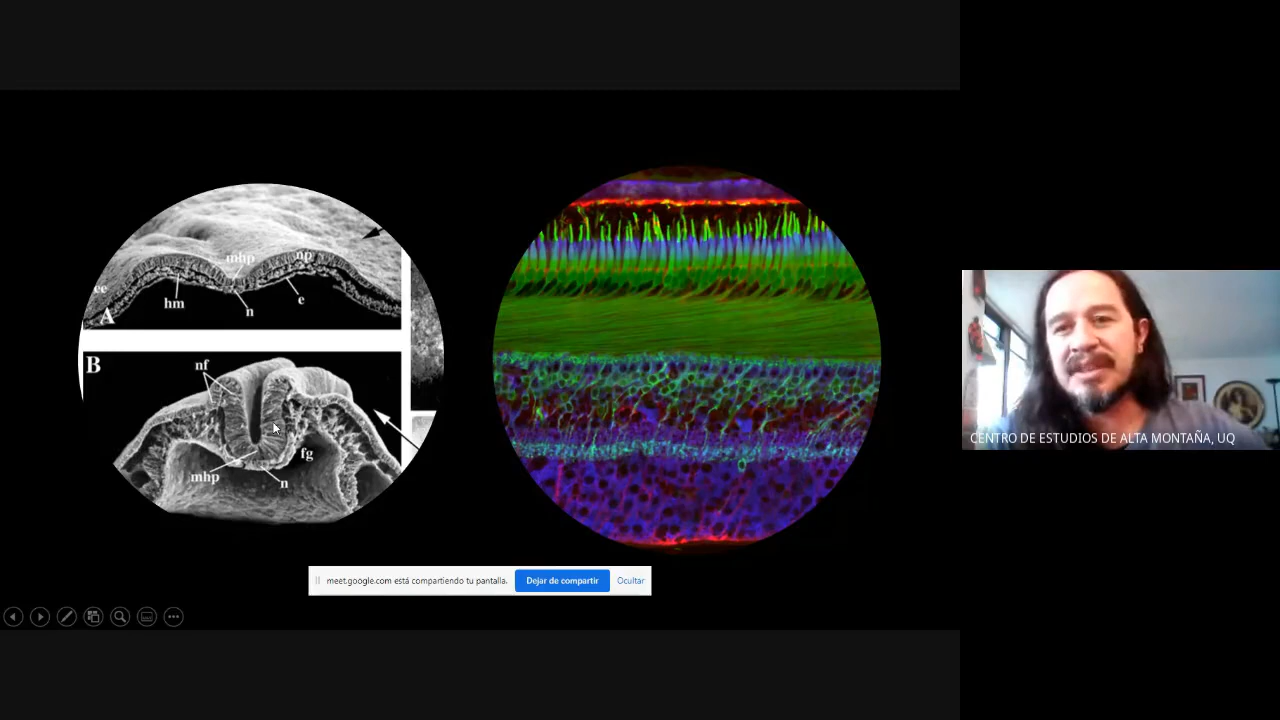 mhp
np
ee
hm
e
A
n
B
nf
fg
mhp
n
meet.google.com está compartiendo tu pantalla.
Dejar de compartir
Ocultar
CENTRO DE ESTUDIOS DE ALTA MONTAÑA, UQ